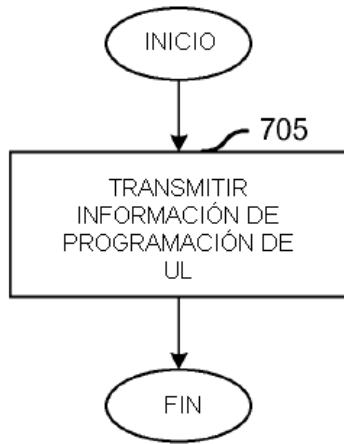 INICIO
705
TRANSMITIR
INFORMACIÓN DE
PROGRAMACIÓN DE
UL
FIN